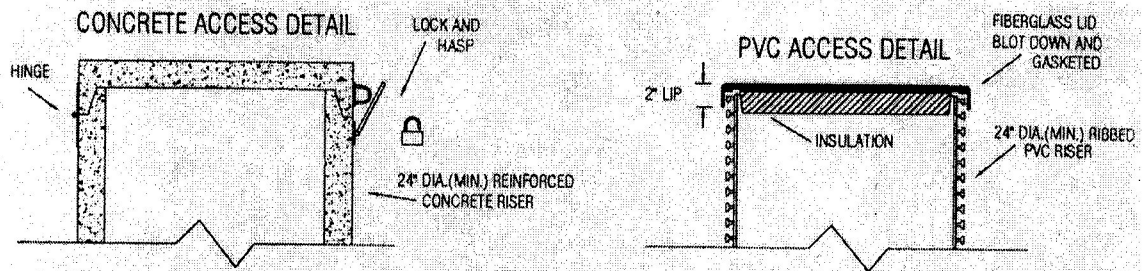 CONCRETE ACCESS DETAIL
HINGE
LOCK AND
HASP
24" DIA.(MIN.) REINFORCED
CONCRETE RISER
PVC ACCESS DETAIL
FIBERGLASS LID
BLOT DOWN AND
GASKETED
2" LIP
INSULATION
24" DIA.(MIN.) RIBBED
PVC RISER